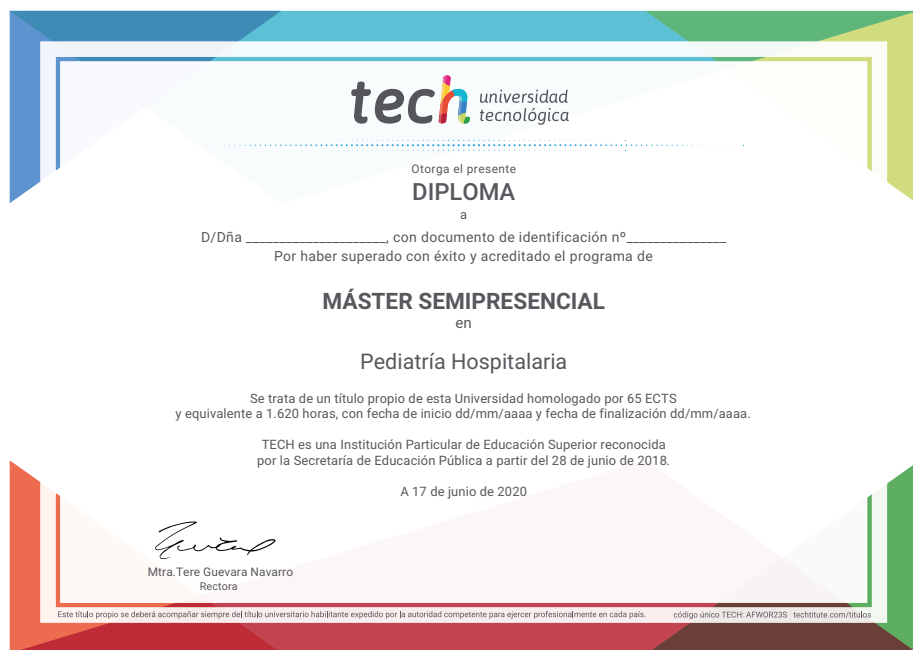 tech universidad
tecnológica
Otorga el presente
DIPLOMA
a
D/Dña _____________________, con documento de identificación nº_______________
Por haber superado con éxito y acreditado el programa de
MÁSTER SEMIPRESENCIAL
en
Pediatría Hospitalaria
Se trata de un título propio de esta Universidad homologado por 65 ECTS
y equivalente a 1.620 horas, con fecha de inicio dd/mm/aaaa y fecha de finalización dd/mm/aaaa.
TECH es una Institución Particular de Educación Superior reconocida
por la Secretaría de Educación Pública a partir del 28 de junio de 2018.
A 17 de junio de 2020
Mtra.Tere Guevara Navarro
Rectora
Este título propio se deberá acompañar siempre del título universitario habilitante expedido por la autoridad competente para ejercer profesionalmente en cada país. código único TECH: AFWOR23S techtitute.com/titulos